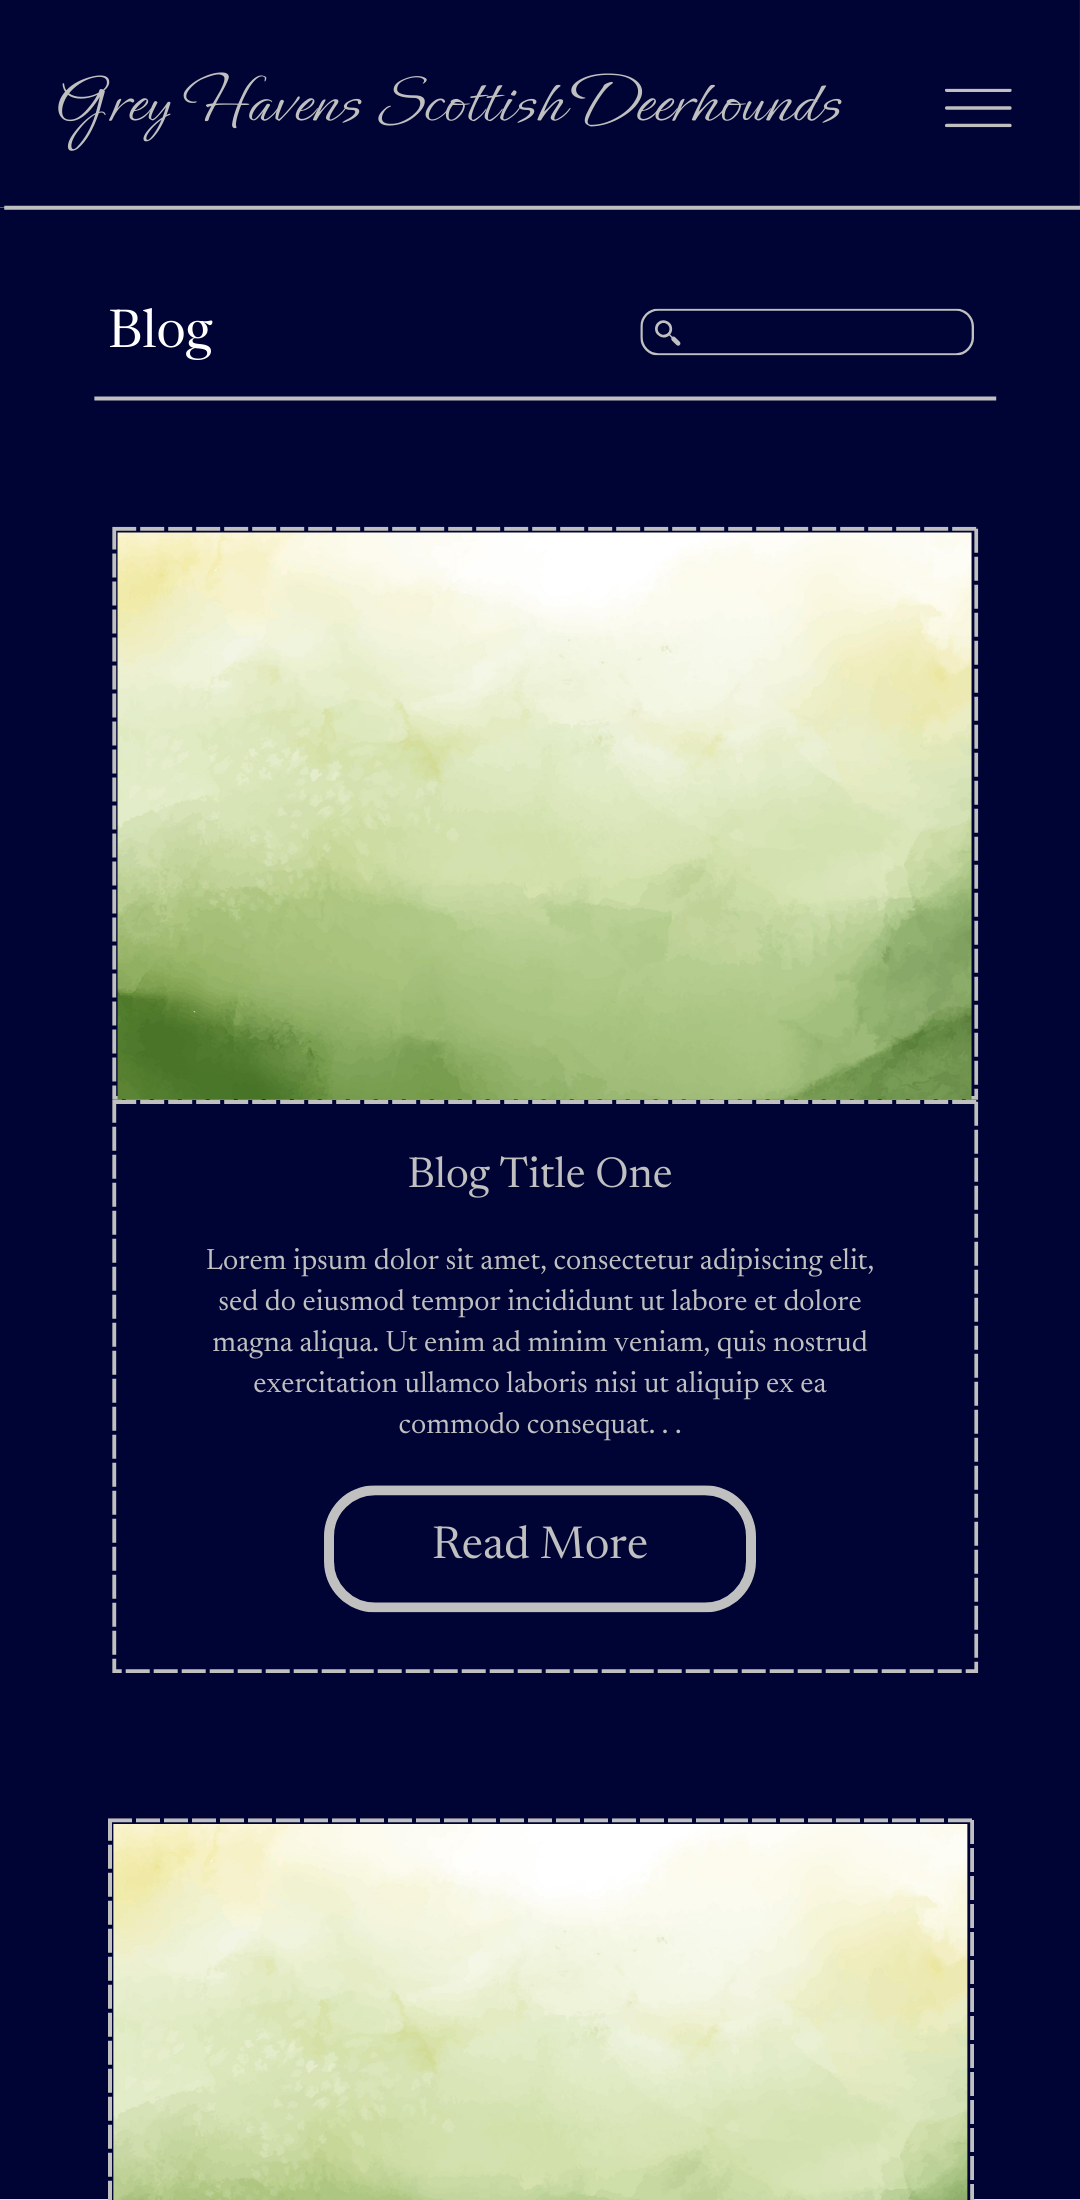 Grey Havens Scottish Deerhounds
Blog
Blog Title One
Lorem ipsum dolor sit amet, consectetur adipiscing elit,
sed do eiusmod tempor incididunt ut labore et dolore
magna aliqua. Ut enim ad minim veniam, quis nostrud
exercitation ullamco laboris nisi ut aliquip ex ea
commodo consequat. . .
Read More